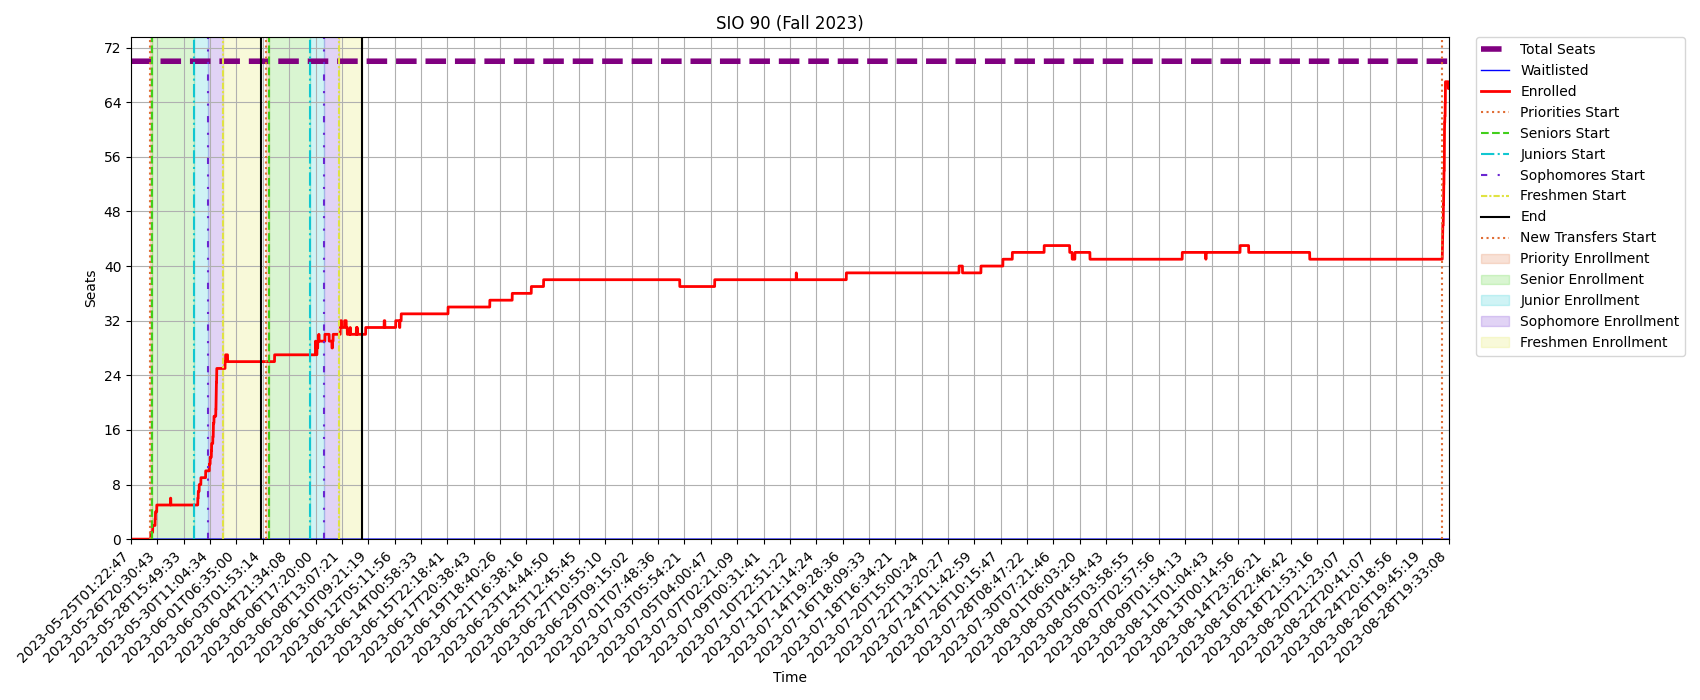 SIO 90 (Fall 2023)
72
64
56
48
40
32
24
16
8
0
Seats
2023-05-25T01:22:47
2023-05-26T20:30:43
2023-05-28T15:49:33
2023-05-30T11:04:34
2023-06-01T06:35:00
2023-06-03T01:53:14
2023-06-04T21:34:08
2023-06-06T17:20:00
2023-06-08T13:07:21
2023-06-10T09:21:19
2023-06-12T05:11:56
2023-06-14T00:58:33
2023-06-15T22:18:41
2023-06-17T20:38:43
2023-06-19T18:40:26
2023-06-21T16:38:16
2023-06-23T14:44:50
2023-06-25T12:45:45
2023-06-27T10:55:10
2023-06-29T09:15:02
2023-07-01T07:48:36
2023-07-03T05:54:21
2023-07-05T04:00:47
2023-07-07T02:21:09
2023-07-09T00:31:41
2023-07-10T22:51:22
2023-07-12T21:14:24
2023-07-14T19:28:36
2023-07-16T18:09:33
2023-07-18T16:34:21
2023-07-20T15:00:24
2023-07-22T13:20:27
2023-07-24T11:42:59
2023-07-26T10:15:47
2023-07-28T08:47:22
2023-07-30T07:21:46
2023-08-01T06:03:20
2023-08-03T04:54:43
2023-08-05T03:58:55
2023-08-07T02:57:56
2023-08-09T01:54:13
2023-08-11T01:04:43
2023-08-13T00:14:56
2023-08-14T23:26:21
2023-08-16T22:46:42
2023-08-18T21:53:16
2023-08-20T21:23:07
2023-08-22T20:41:07
2023-08-24T20:18:56
2023-08-26T19:45:19
2023-08-28T19:33:08
Time
Total Seats
Waitlisted
Enrolled
Priorities Start
Seniors Start
Juniors Start
Sophomores Start
Freshmen Start
End
New Transfers Start
Priority Enrollment
Senior Enrollment
Junior Enrollment
Sophomore Enrollment
Freshmen Enrollment